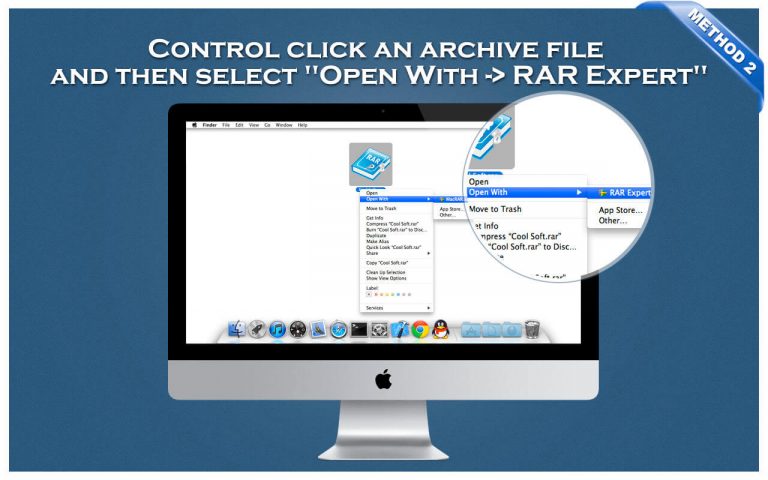 METHOD 2
CONTROL CLICK AN ARCHIVE FILE
AND THEN SELECT "OPEN WITH -> RAR EXPERT"
Finder File Edit View Go Window Help
RAR
Open
Open With
Move to Trash
Get Info
Compress "Cool Soft.rar"
Burn "Cool Soft.rar" to Disc...
Duplicate
Make Alias
Quick Look "Cool Soft.rar"
Share
Copy "Cool Soft.rar"
Clean Up Selection
Show View Options
Label:
Services
MacRAR
App Store...
Other...
Open
Open With
RAR Expert
Move to Trash
App Store...
Other...
et Info
mpress "Cool Soft.rar"
"Cool Soft.rar" to Disc...